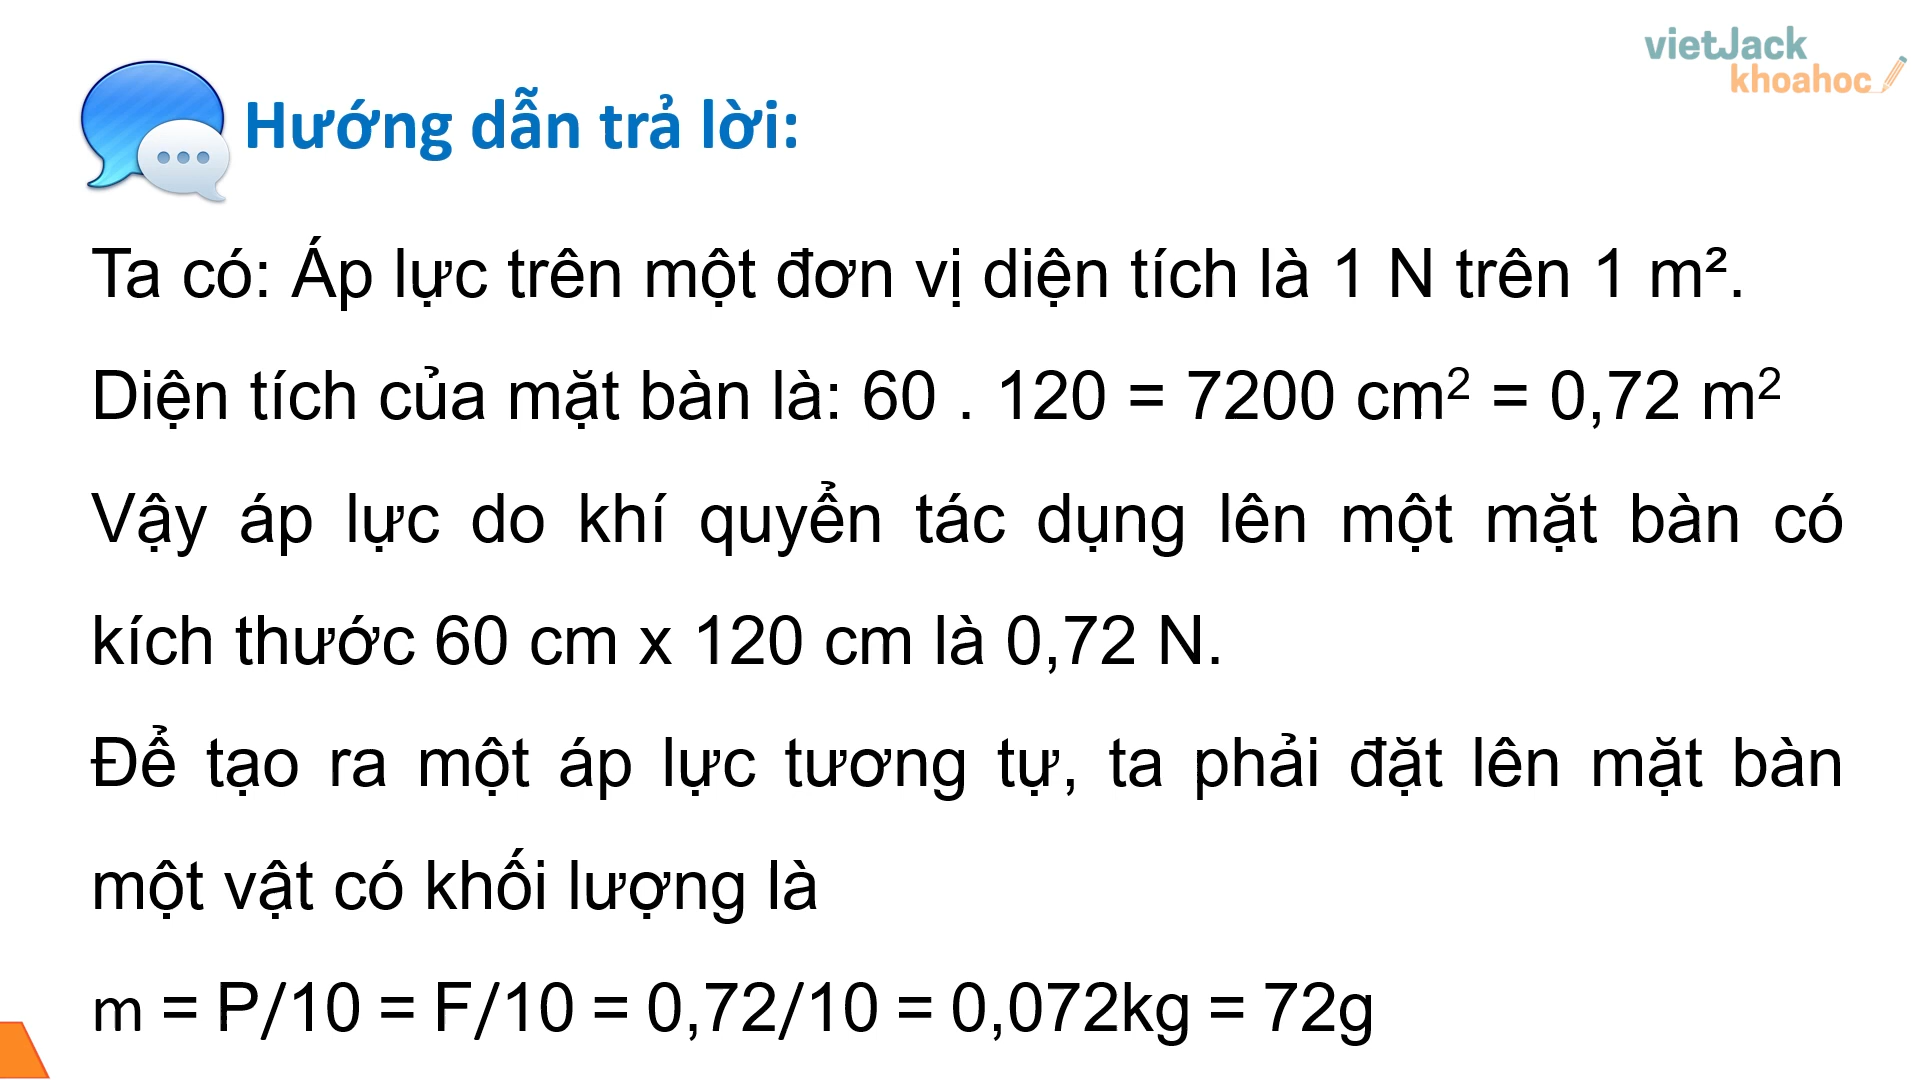 vietJack
khoahoc
Hướng dẫn trả lời:
Ta có: Áp lực trên một đơn vị diện tích là 1 N trên 1 m².
Diện tích của mặt bàn là: 60 . 120 = 7200 cm² = 0,72 m²
Vậy áp lực do khí quyển tác dụng lên một mặt bàn có
kích thước 60 cm x 120 cm là 0,72 N.
Để tạo ra một áp lực tương tự, ta phải đặt lên mặt bàn
một vật có khối lượng là
m = P/10 = F/10 = 0,72/10 = 0,072kg = 72g